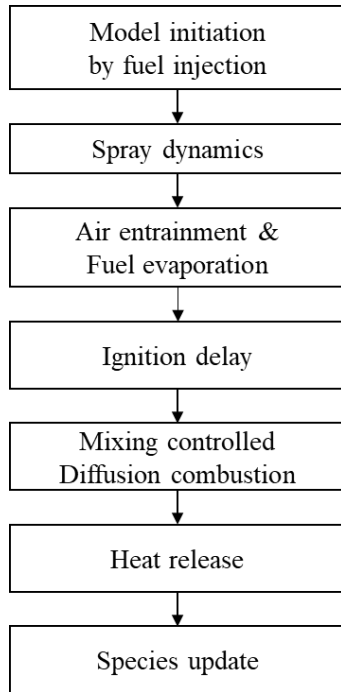 Model initiation
by fuel injection
Spray dynamics
Air entrainment &
Fuel evaporation
Ignition delay
Mixing controlled
Diffusion combustion
Heat release
Species update